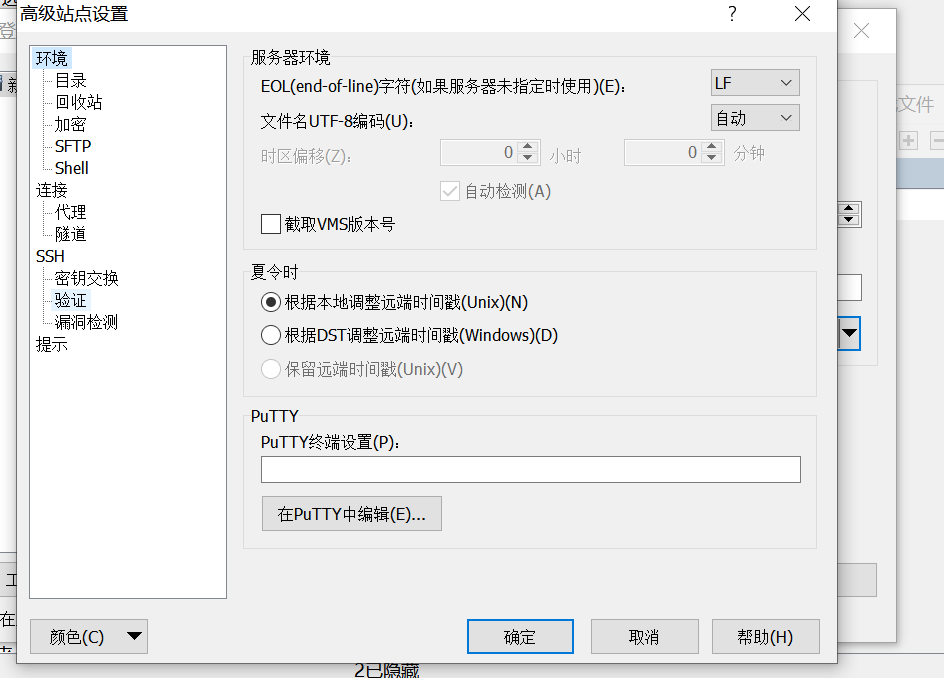 高级站点设置
?
登
新
环境
目录
回收站
加密
SFTP
Shell
连接
代理
隧道
SSH
密钥交换
验证
漏洞检测
提示
服务器环境
EOL(end-of-line)字符(如果服务器未指定时使用)(E):
LF
文件名UTF-8编码(U):
自动
时区偏移(Z):
0
小时
0
分钟
自动检测(A)
截取VMS版本号
夏令时
根据本地调整远端时间戳(Unix)(N)
根据DST调整远端时间戳(Windows)(D)
保留远端时间戳(Unix)(V)
PuTTY
PuTTY终端设置(P):
在PuTTY中编辑(E)...
颜色(C)
确定
取消
帮助(H)
文件
工
在
2已隐藏